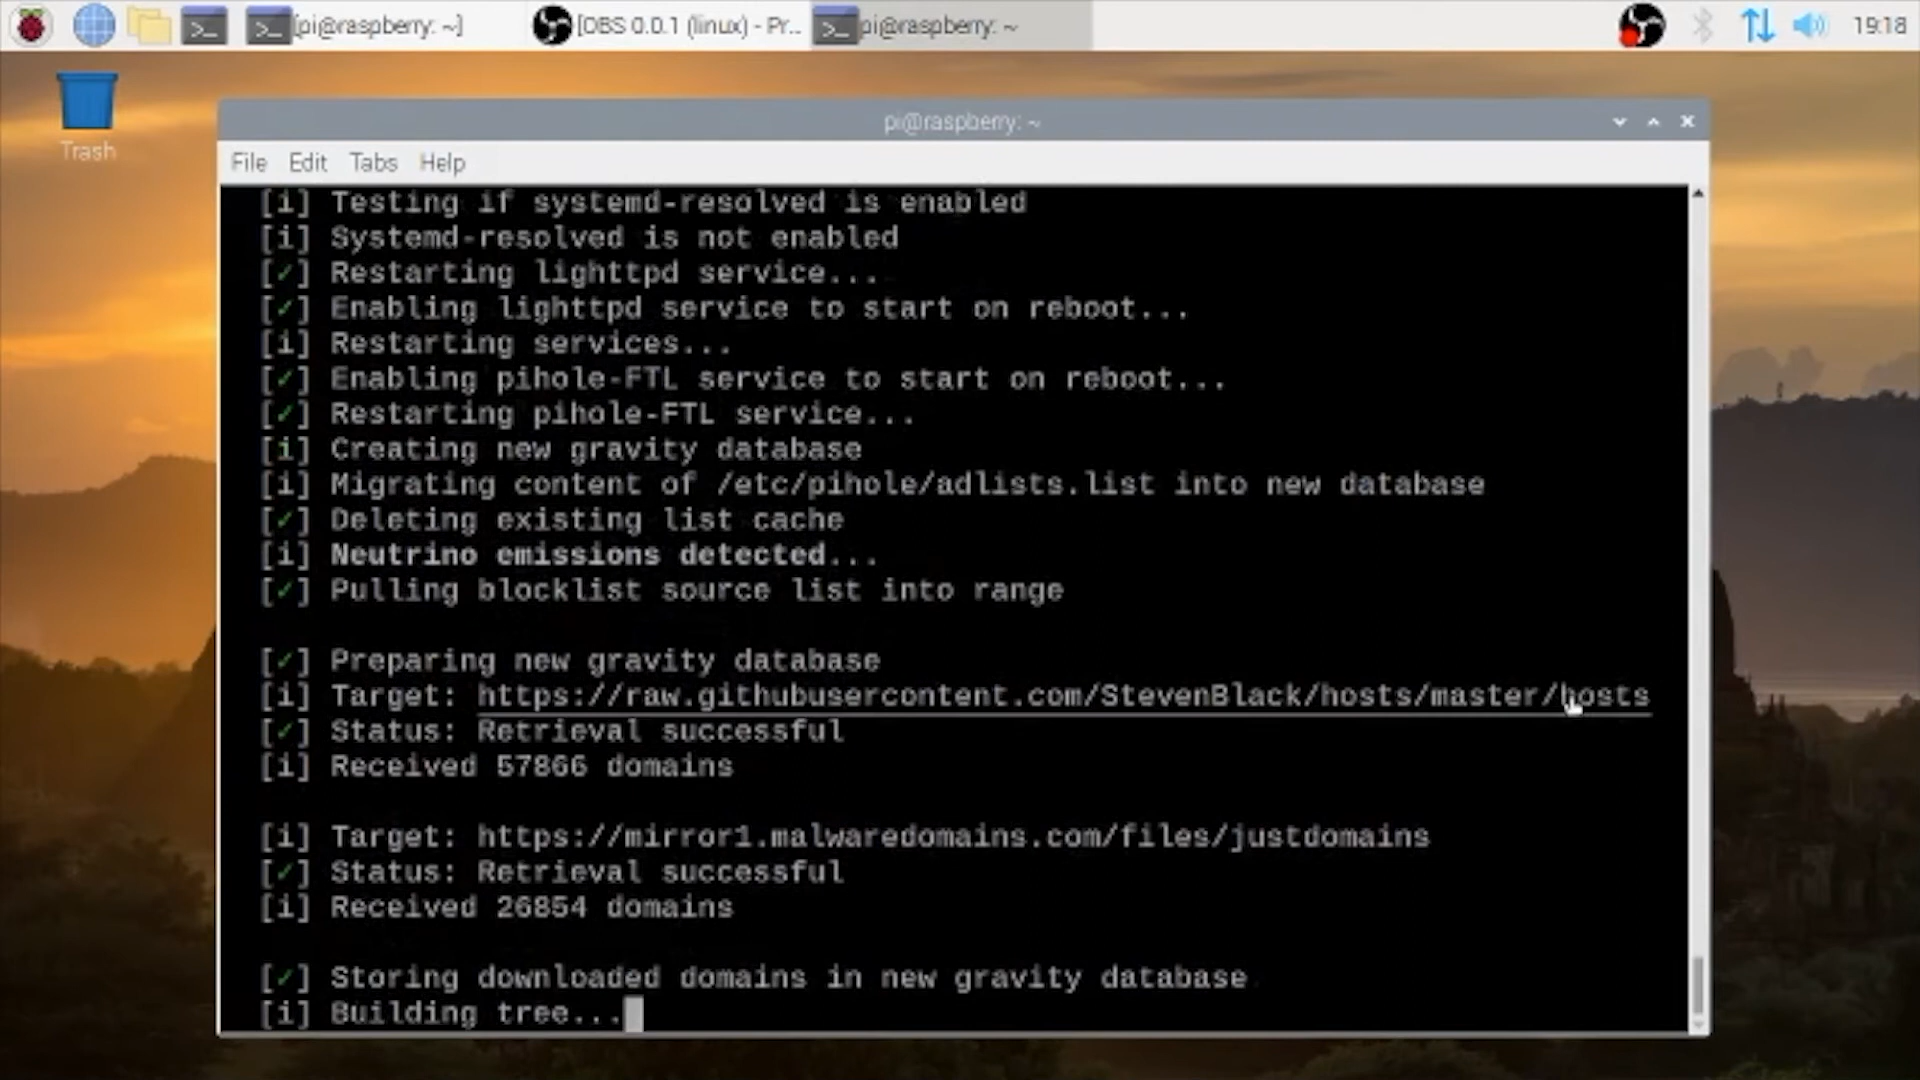 [pi@raspberry: ~]
[OBS 0.0.1 (linux) - Pr...
pi@raspberry: ~
19:18
Trash
pi@raspberry: ~
File Edit Tabs Help
[i] Testing if systemd-resolved is enabled
[i] Systemd-resolved is not enabled
[✓] Restarting lighttpd service...
[✓] Enabling lighttpd service to start on reboot...
[i] Restarting services...
[✓] Enabling pihole-FTL service to start on reboot...
[✓] Restarting pihole-FTL service...
[i] Creating new gravity database
[i] Migrating content of /etc/pihole/adlists.list into new database
[✓] Deleting existing list cache
[i] Neutrino emissions detected...
[✓] Pulling blocklist source list into range
[✓] Preparing new gravity database
[i] Target: https://raw.githubusercontent.com/StevenBlack/hosts/master/hosts
[✓] Status: Retrieval successful
[i] Received 57866 domains
[i] Target: https://mirror1.malwaredomains.com/files/justdomains
[✓] Status: Retrieval successful
[i] Received 26854 domains
[✓] Storing downloaded domains in new gravity database
[i] Building tree...